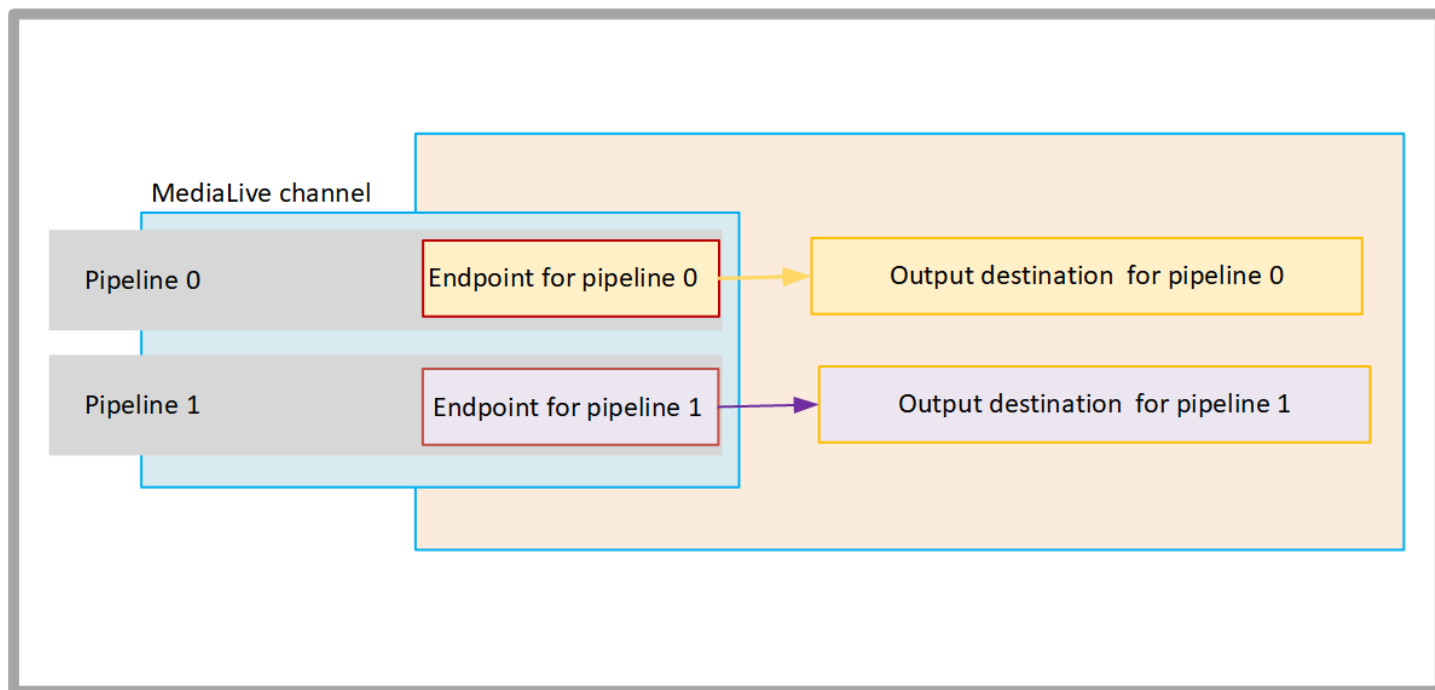 MediaLive channel
Pipeline 0
Endpoint for pipeline 0
Output destination  for pipeline 0
Pipeline 1
Endpoint for pipeline 1
Output destination  for pipeline 1